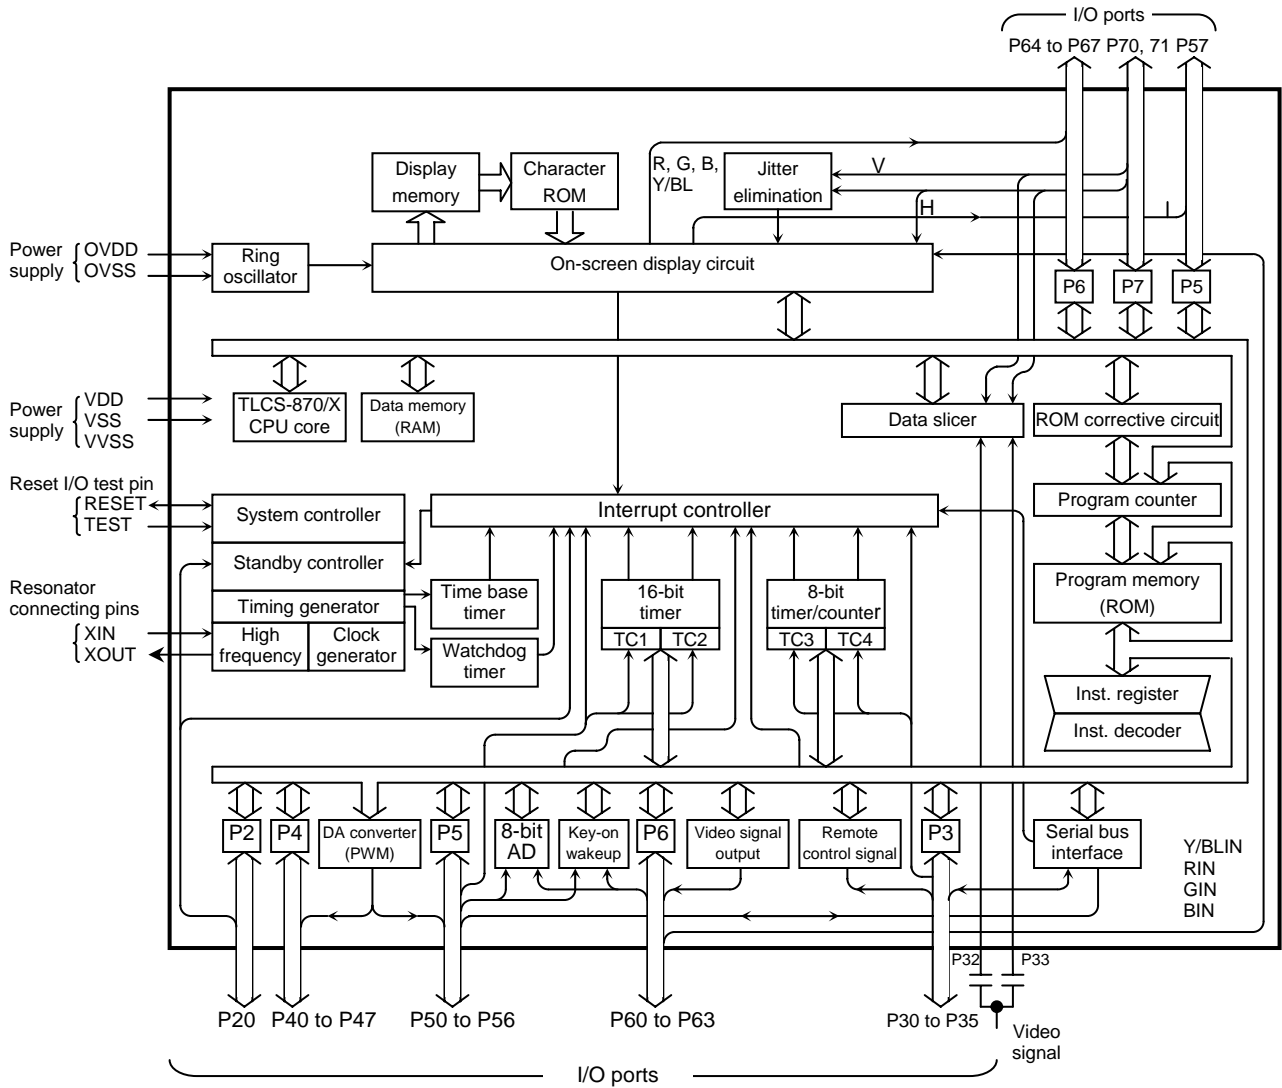 I/O ports
P64 to P67 P70, 71 P57
Display
memory
Character
ROM
R, G, B,
Y/BL
Jitter
elimination
V
H
I
Power
supply
OVDD
OVSS
Ring
oscillator
On-screen display circuit
P6
P7
P5
Power
supply
VDD
VSS
VVSS
TLCS-870/X
CPU core
Data memory
(RAM)
Data slicer
ROM corrective circuit
Reset I/O test pin
RESET
TEST
System controller
Interrupt controller
Program counter
Standby controller
Resonator
connecting pins
XIN
XOUT
Timing generator
High
frequency
Clock
generator
Time base
timer
Watchdog
timer
16-bit
timer
TC1
TC2
8-bit
timer/counter
TC3
TC4
Program memory
(ROM)
Inst. register
Inst. decoder
P2
P4
DA converter
(PWM)
P5
8-bit
AD
Key-on
wakeup
P6
Video signal
output
Remote
control signal
P3
Serial bus
interface
Y/BLIN
RIN
GIN
BIN
P32
P33
P20
P40 to P47
P50 to P56
P60 to P63
P30 to P35
Video
signal
I/O ports